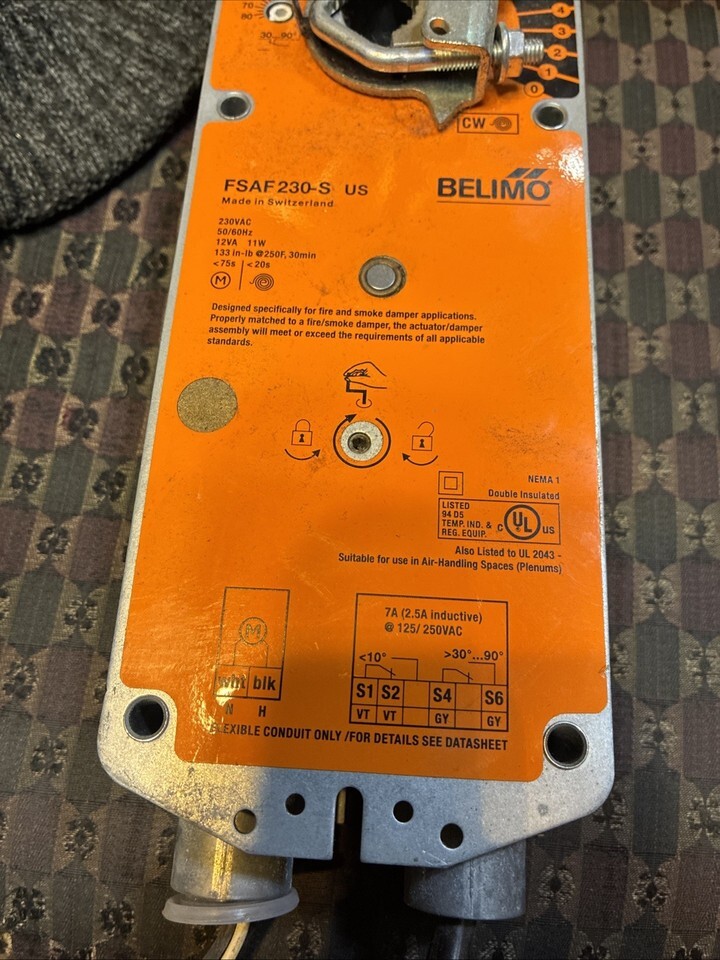 70
80
30 90°
4
3
2
1
0
CW
FSAF230-S US
BELIMO
Made in Switzerland
230VAC
50/60Hz
12VA 11W
133 in-lb @250F, 30min
<75s <20s
M
Designed specifically for fire and smoke damper applications.
Properly matched to a fire/smoke damper, the actuator/damper
assembly will meet or exceed the requirements of all applicable
standards.
NEMA 1
Double Insulated
LISTED
94 D5
TEMP. IND. &
REG. EQUIP.
C UL US
Also Listed to UL 2043 -
Suitable for use in Air-Handling Spaces (Plenums)
M
wht blk
N H
7A (2.5A inductive)
@ 125/ 250VAC
<10° >30°...90°
S1 S2 S4 S6
VT VT GY GY
FLEXIBLE CONDUIT ONLY /FOR DETAILS SEE DATASHEET